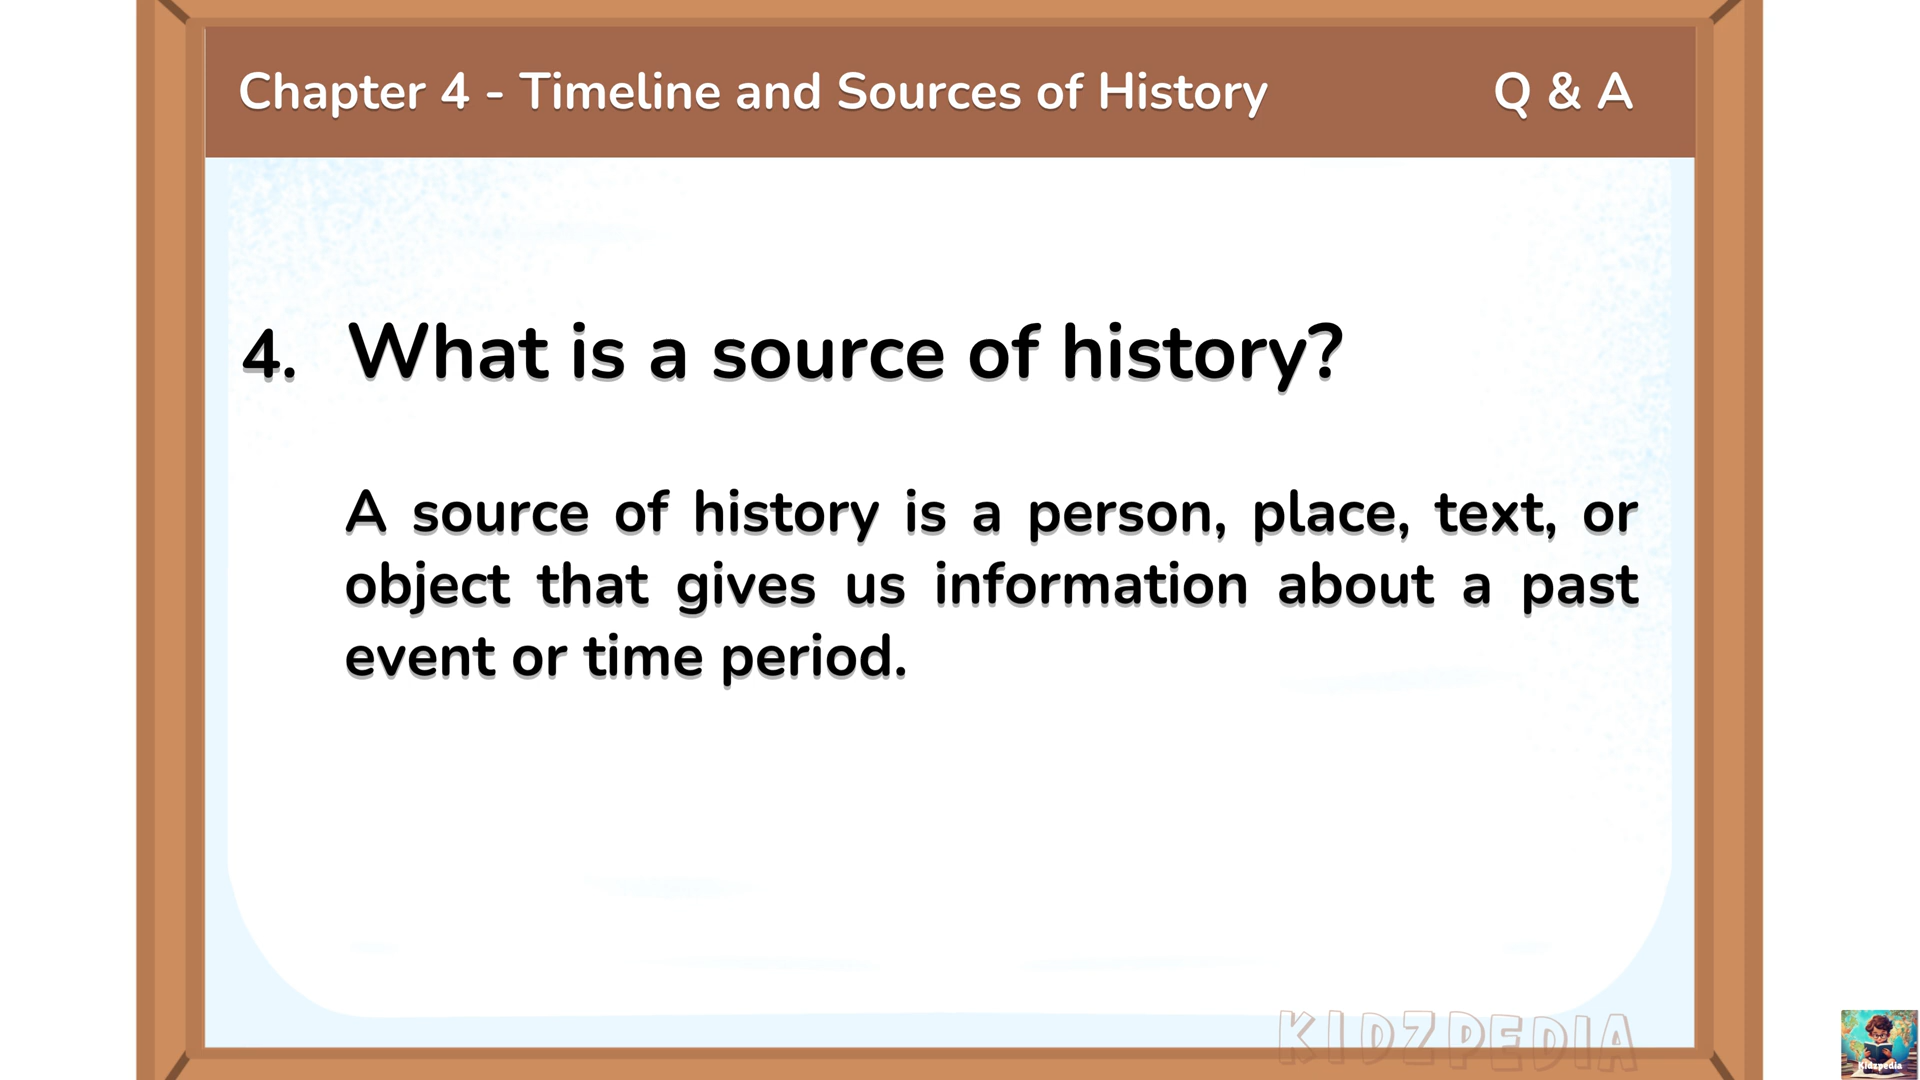 Chapter 4 - Timeline and Sources of History Q & A
4. What is a source of history?
A source of history is a person, place, text, or
object that gives us information about a past
event or time period.
KIDZPEDIA
Kidzpedia